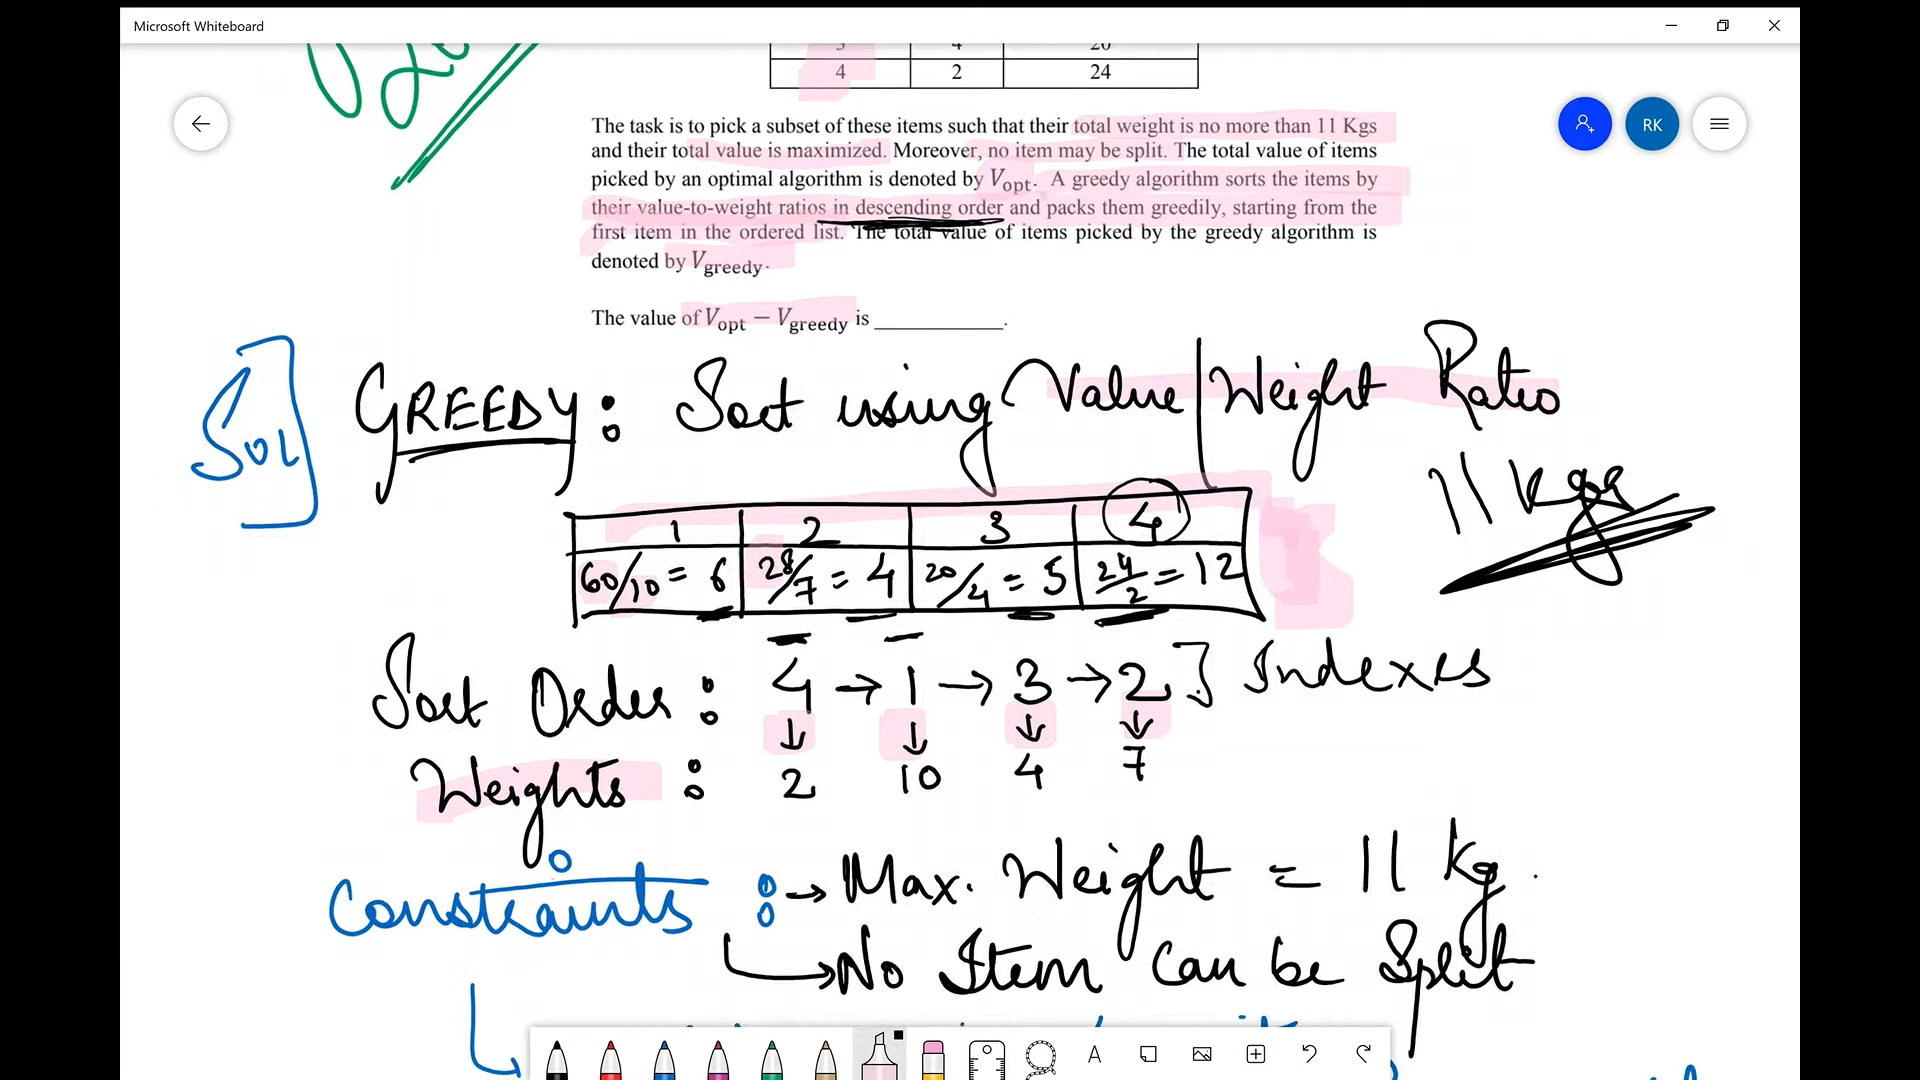 Microsoft Whiteboard
3 4 20
4 2 24
The task is to pick a subset of these items such that their total weight is no more than 11 Kgs
and their total value is maximized. Moreover, no item may be split. The total value of items
picked by an optimal algorithm is denoted by Vopt. A greedy algorithm sorts the items by
their value-to-weight ratios in descending order and packs them greedily, starting from the
first item in the ordered list. The total value of items picked by the greedy algorithm is
denoted by Vgreedy.
The value of Vopt − Vgreedy is ____________.
RK
Sol]
GREEDY: Sort using Value/Weight Ratio
11 Kgs
1 2 3 4
60/10 = 6 28/7 = 4 20/4 = 5 24/2 = 12
Sort Order : 4 → 1 → 3 → 2 ] Indexes
↓ ↓ ↓ ↓
Weights : 2 10 4 7
Constraints : → Max. Weight = 11 Kg.
→ No Item Can be Split
A